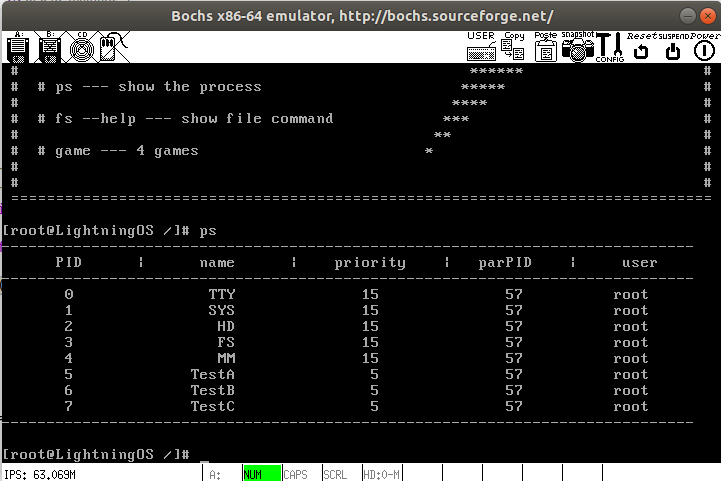 Bochs x86-64 emulator, http://bochs.sourceforge.net/
A: B: CD USER Copy Paste Snapshot CONFIG Reset SUSPEND Power
# ****** #
# # ps --- show the process ***** #
# **** #
# # fs --help --- show file command *** #
# ** #
# # game --- 4 games * #
# #
# #
==============================================================================
[root@LightningOS /]# ps
-----------------------------------------------------------------------------
PID | name | priority | parPID | user
-----------------------------------------------------------------------------
0 TTY 15 57 root
1 SYS 15 57 root
2 HD 15 57 root
3 FS 15 57 root
4 MM 15 57 root
5 TestA 5 57 root
6 TestB 5 57 root
7 TestC 5 57 root
-----------------------------------------------------------------------------
[root@LightningOS /]# _
IPS: 63.069M A: NUM CAPS SCRL HD:0-M